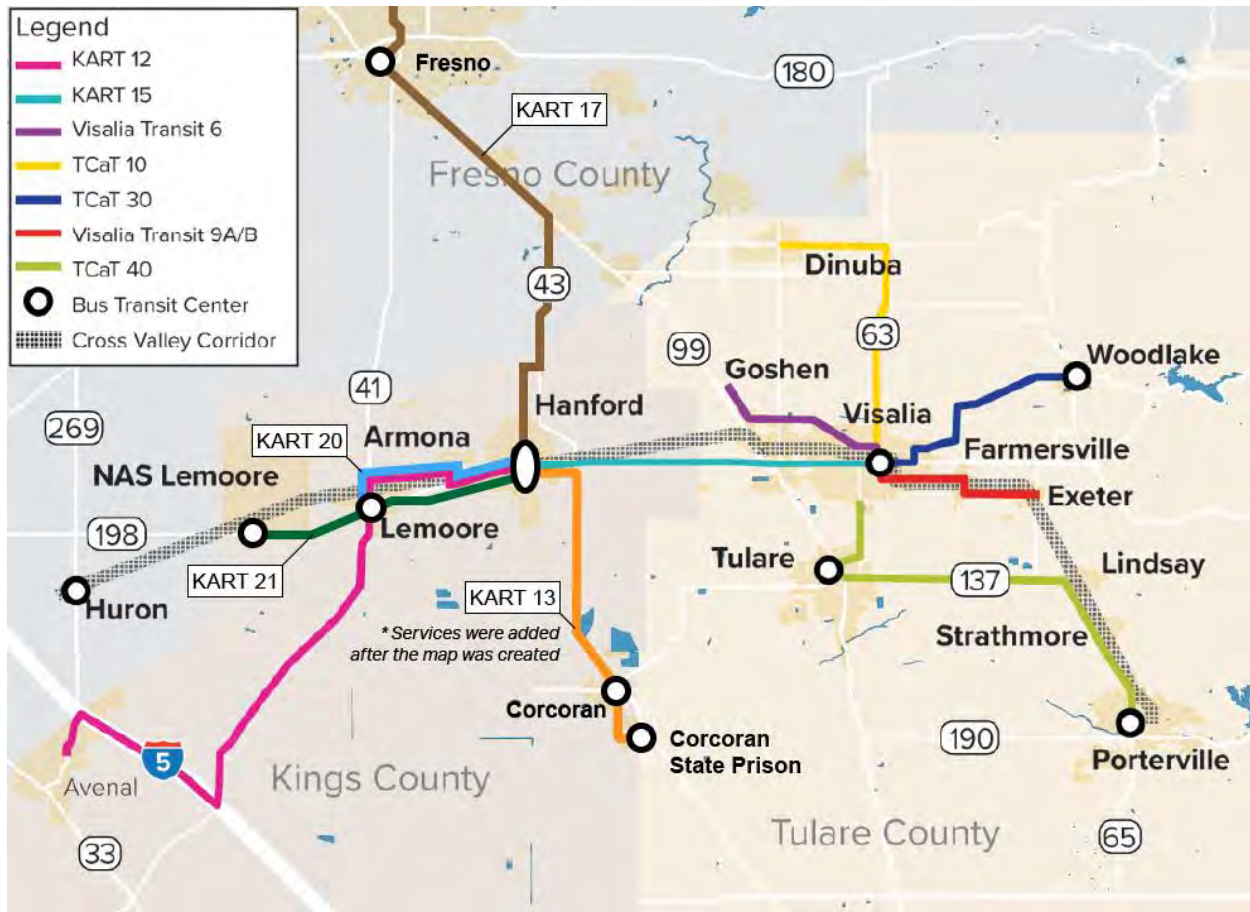 Legend
KART 12
KART 15
Visalia Transit 6
TCaT 10
TCaT 30
Visalia Transit 9A/B
TCaT 40
Bus Transit Center
Cross Valley Corridor
Fresno
180
KART 17
Fresno County
Dinuba
43
63
99
Goshen
Woodlake
41
Hanford
Visalia
269
KART 20
Armona
Farmersville
NAS Lemoore
Exeter
198
Lemoore
Tulare
Lindsay
KART 21
137
Huron
KART 13
* Services were added
after the map was created
Strathmore
Corcoran
5
190
Corcoran
State Prison
Porterville
Avenal
Kings County
Tulare County
65
33